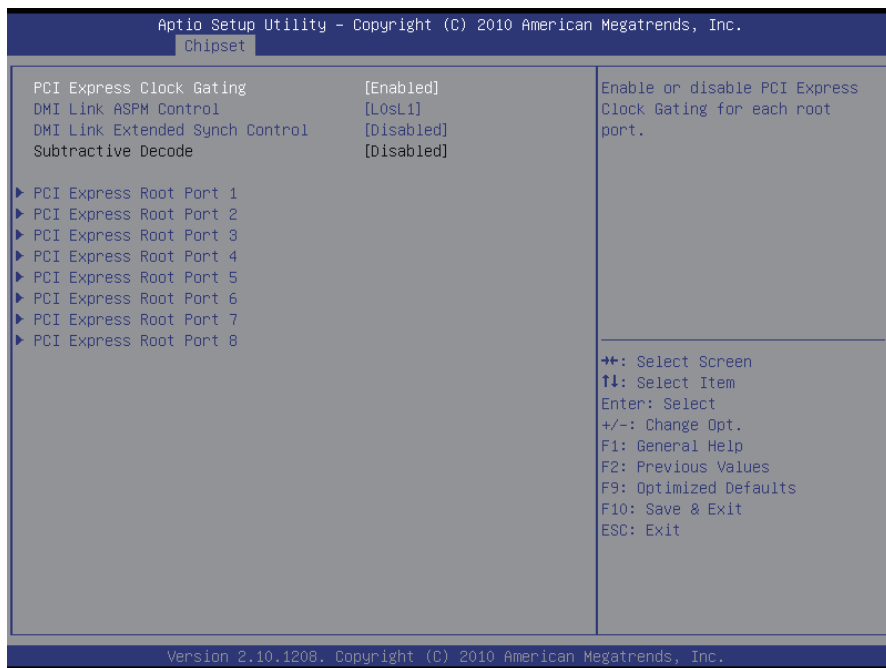 Aptio Setup Utility – Copyright (C) 2010 American Megatrends, Inc.
Chipset
PCI Express Clock Gating [Enabled]
DMI Link ASPM Control [L0sL1]
DMI Link Extended Synch Control [Disabled]
Subtractive Decode [Disabled]
▶ PCI Express Root Port 1
▶ PCI Express Root Port 2
▶ PCI Express Root Port 3
▶ PCI Express Root Port 4
▶ PCI Express Root Port 5
▶ PCI Express Root Port 6
▶ PCI Express Root Port 7
▶ PCI Express Root Port 8
Enable or disable PCI Express
Clock Gating for each root
port.
→←: Select Screen
↑↓: Select Item
Enter: Select
+/-: Change Opt.
F1: General Help
F2: Previous Values
F9: Optimized Defaults
F10: Save & Exit
ESC: Exit
Version 2.10.1208. Copyright (C) 2010 American Megatrends, Inc.